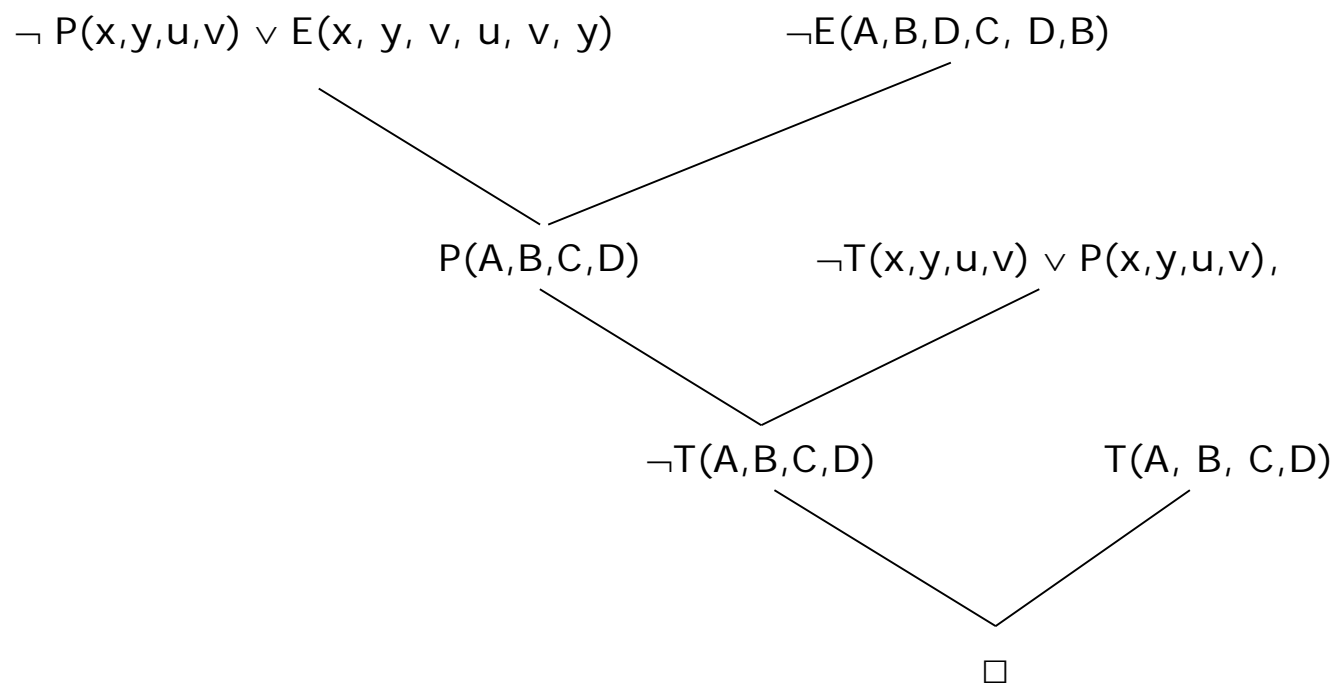 ¬ P(x,y,u,v) ∨ E(x, y, v, u, v, y) ¬E(A,B,D,C, D,B)
P(A,B,C,D) ¬T(x,y,u,v) ∨ P(x,y,u,v),
¬T(A,B,C,D) T(A, B, C,D)
□